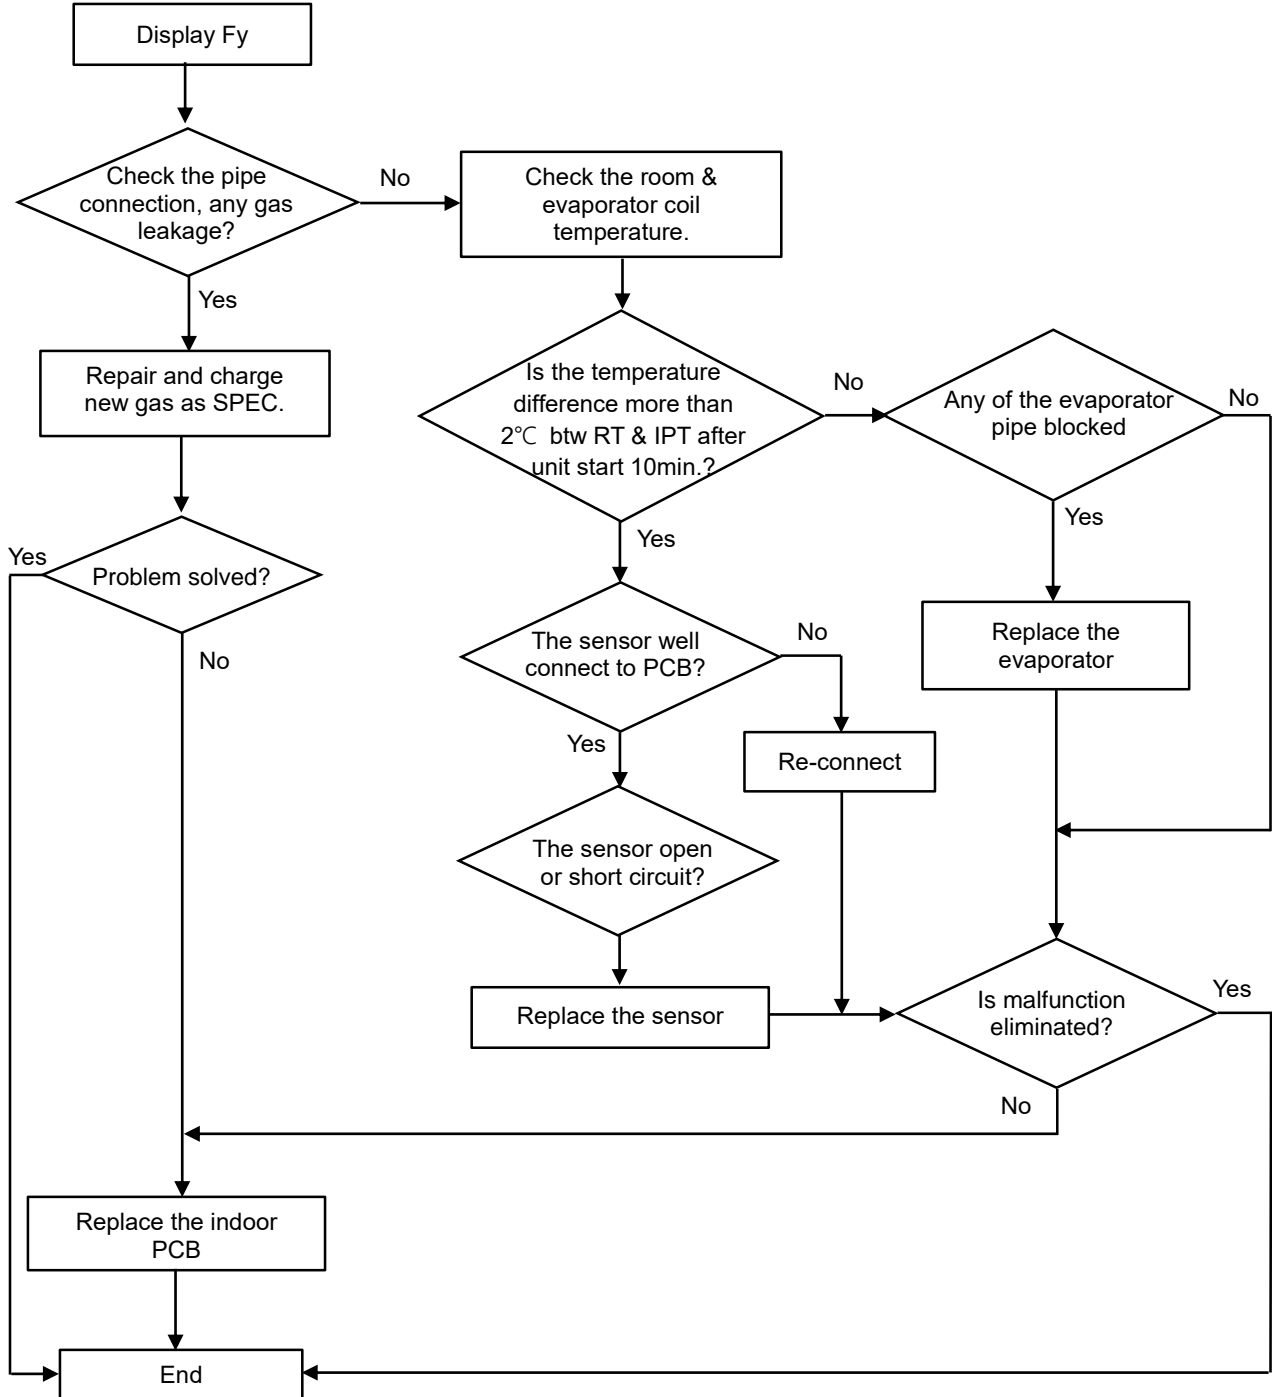 Display Fy
Check the pipe
connection, any gas
leakage?
No
Check the room &
evaporator coil
temperature.
Yes
Repair and charge
new gas as SPEC.
Is the temperature
difference more than
2℃ btw RT & IPT after
unit start 10min.?
No
Any of the evaporator
pipe blocked
No
Yes
Yes
Yes
Problem solved?
No
The sensor well
connect to PCB?
No
Replace the
evaporator
Yes
Re-connect
The sensor open
or short circuit?
Replace the sensor
Is malfunction
eliminated?
Yes
No
Replace the indoor
PCB
End